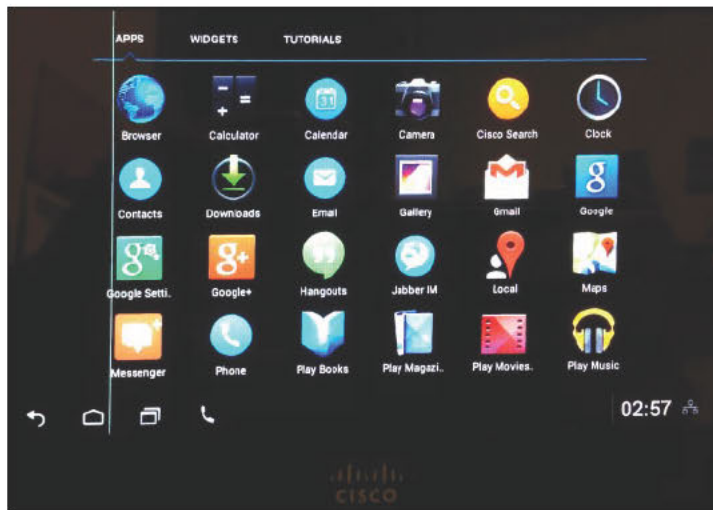 APPS WIDGETS TUTORIALS
31
Browser Calculator Calendar Camera Cisco Search Clock
Contacts Downloads Email Gallery Gmail Google
Google Setti.. Google+ Hangouts Jabber IM Local Maps
Messenger Phone Play Books Play Magazi.. Play Movies.. Play Music
02:57
CISCO